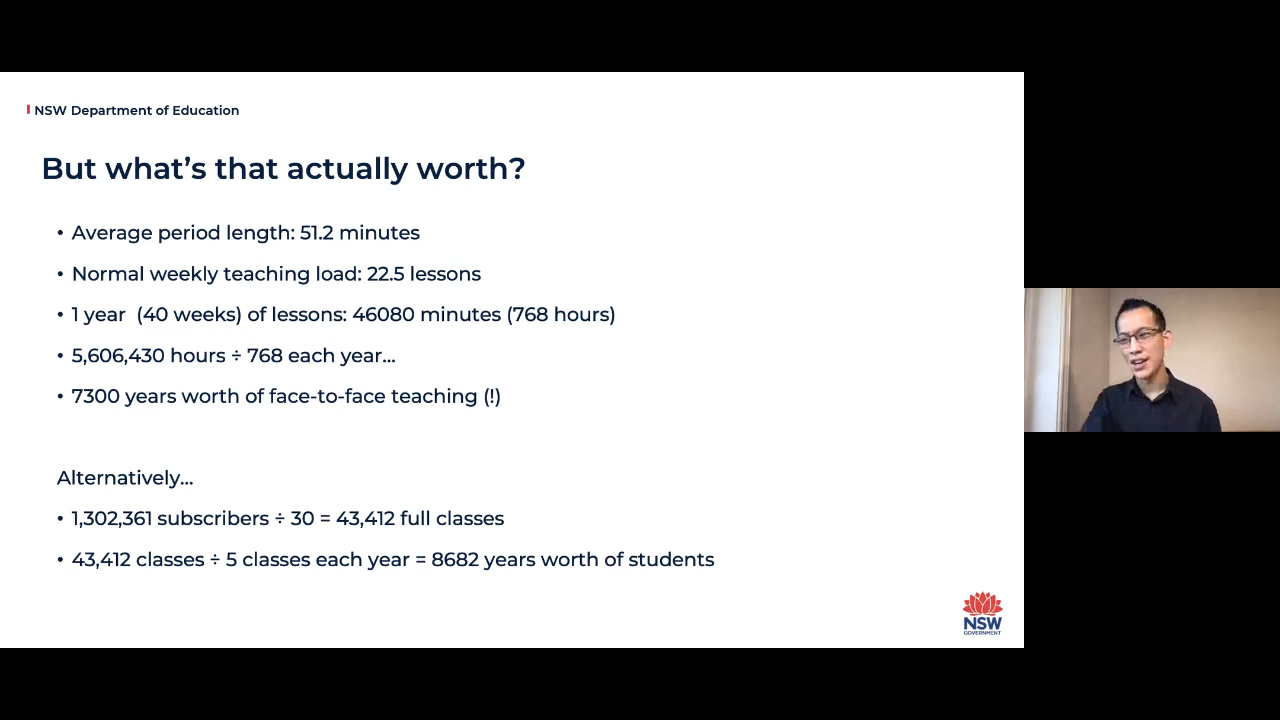 NSW Department of Education
But what’s that actually worth?
• Average period length: 51.2 minutes
• Normal weekly teaching load: 22.5 lessons
• 1 year  (40 weeks) of lessons: 46080 minutes (768 hours)
• 5,606,430 hours ÷ 768 each year…
• 7300 years worth of face-to-face teaching (!)
Alternatively…
• 1,302,361 subscribers ÷ 30 = 43,412 full classes
• 43,412 classes ÷ 5 classes each year = 8682 years worth of students
NSW
GOVERNMENT